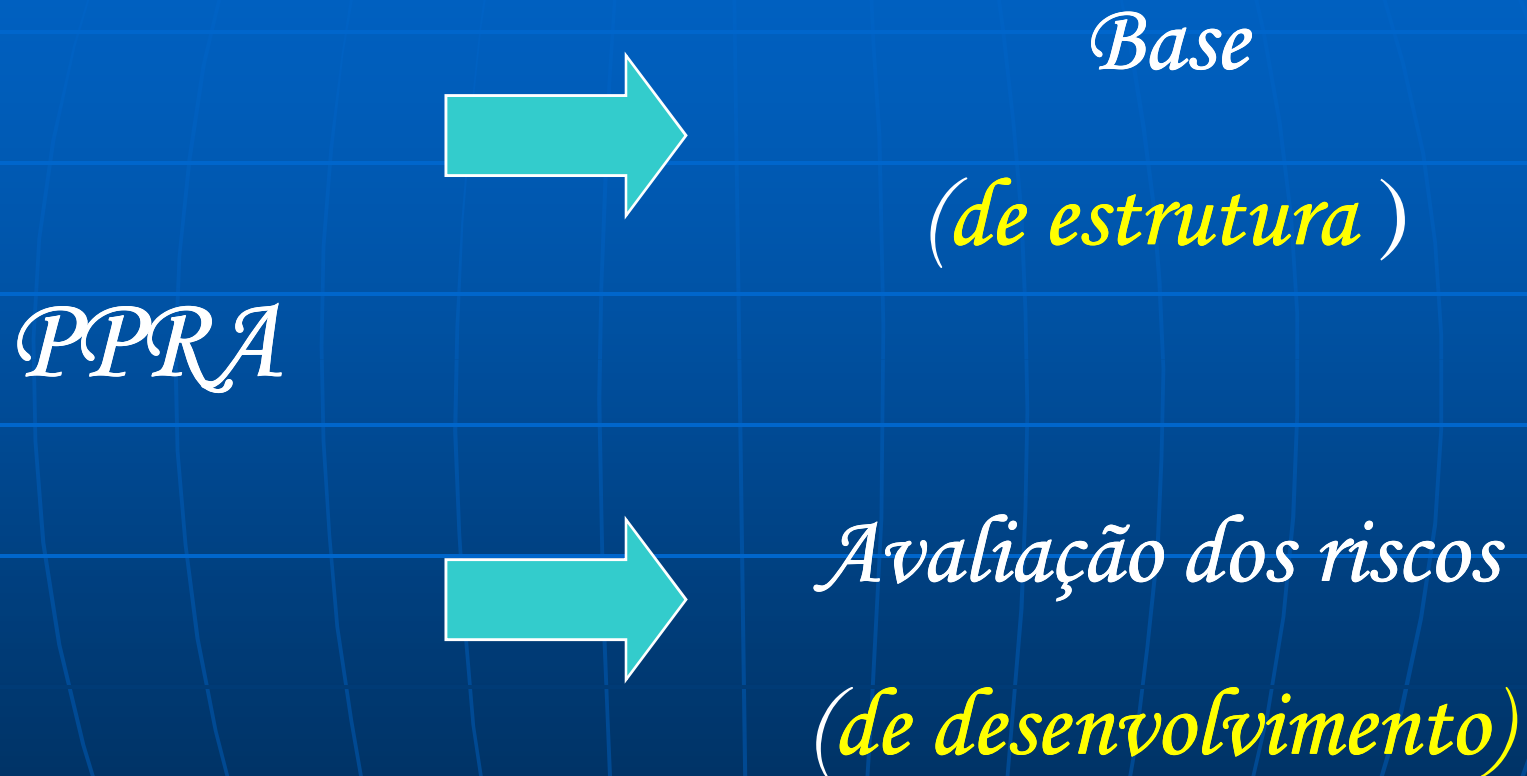 Base
(de estrutura )
PPRA
Avaliação dos riscos
(de desenvolvimento)